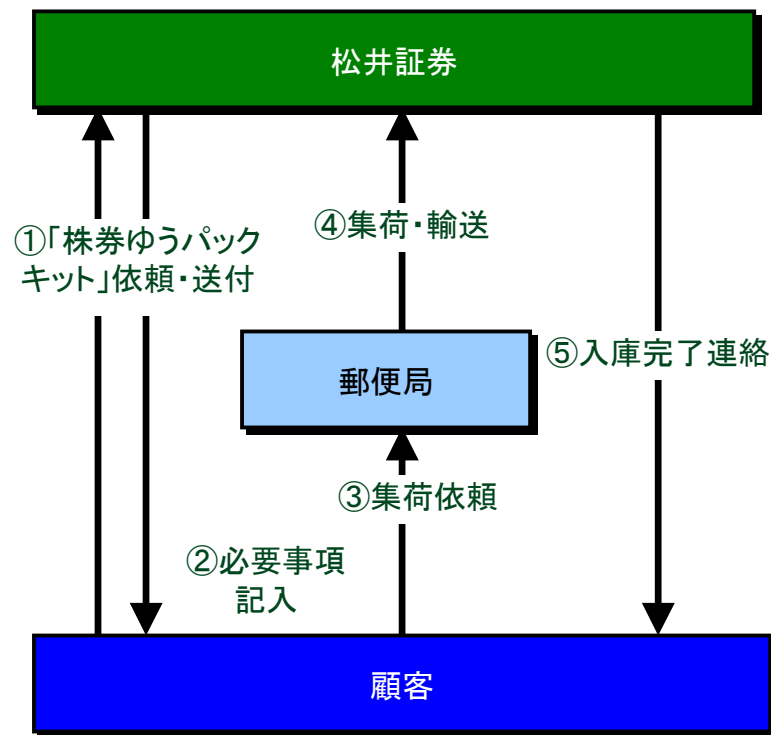 松井証券
①「株券ゆうパック
キット」依頼・送付
④集荷・輸送
郵便局
⑤入庫完了連絡
③集荷依頼
②必要事項
記入
顧客